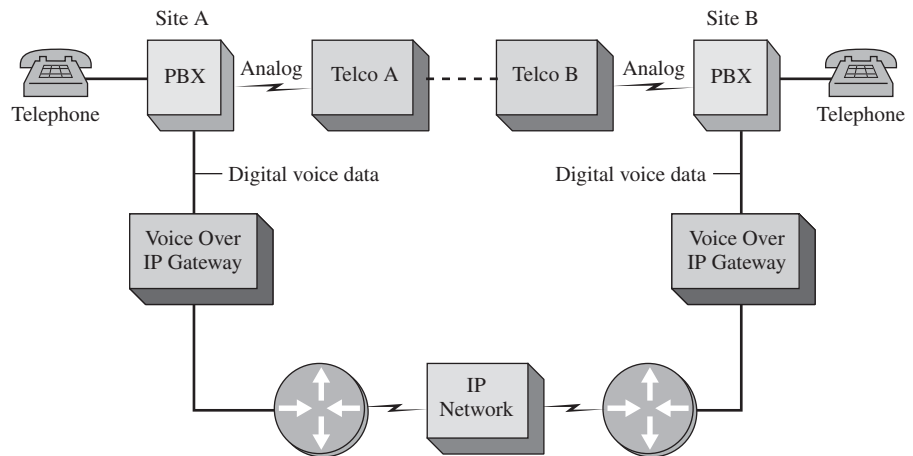 Site A
Site B
PBX
Analog
Telco A
Telco B
Analog
PBX
Telephone
Telephone
Digital voice data
Digital voice data
Voice Over
IP Gateway
Voice Over
IP Gateway
IP
Network